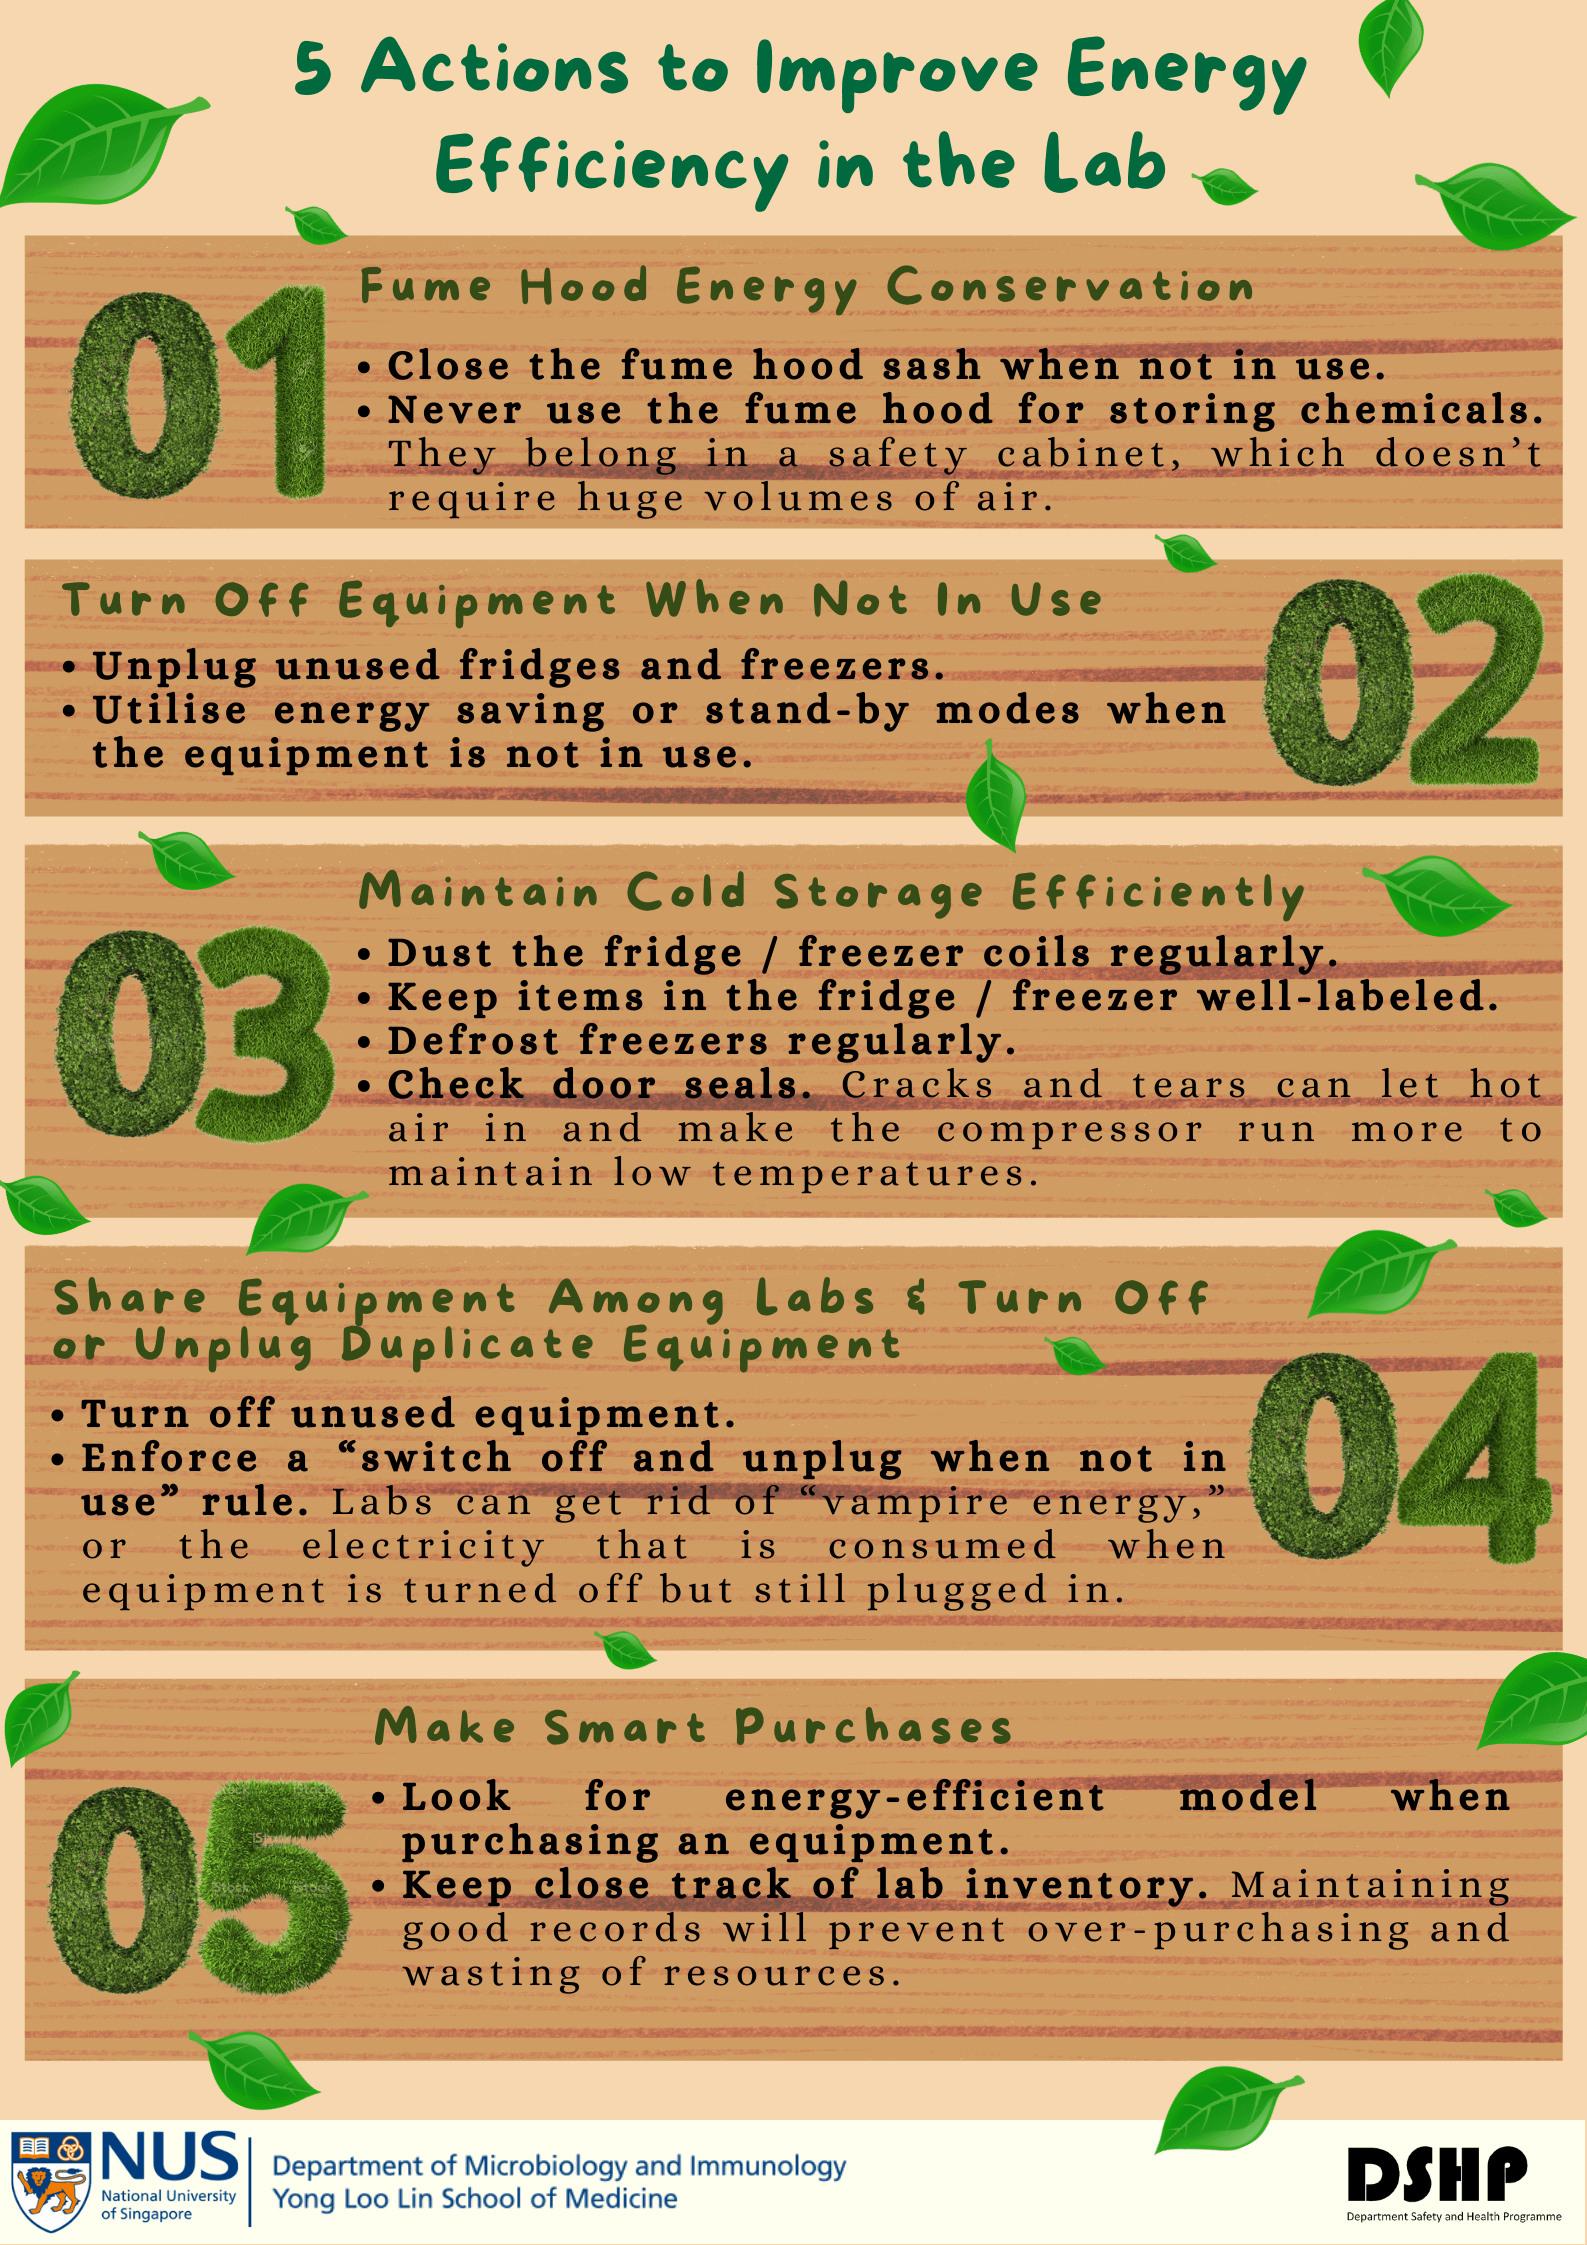 5 Actions to Improve Energy
Efficiency in the Lab
01
Fume Hood Energy Conservation
• Close the fume hood sash when not in use.
• Never use the fume hood for storing chemicals.
They belong in a safety cabinet, which doesn’t
require huge volumes of air.
Turn Off Equipment When Not In Use
• Unplug unused fridges and freezers.
• Utilise energy saving or stand-by modes when
the equipment is not in use.
02
03
Maintain Cold Storage Efficiently
• Dust the fridge / freezer coils regularly.
• Keep items in the fridge / freezer well-labeled.
• Defrost freezers regularly.
• Check door seals. Cracks and tears can let hot
air in and make the compressor run more to
maintain low temperatures.
Share Equipment Among Labs & Turn Off
or Unplug Duplicate Equipment
• Turn off unused equipment.
• Enforce a “switch off and unplug when not in
use” rule. Labs can get rid of “vampire energy,”
or the electricity that is consumed when
equipment is turned off but still plugged in.
04
05
Make Smart Purchases
• Look for energy-efficient model when
purchasing an equipment.
• Keep close track of lab inventory. Maintaining
good records will prevent over-purchasing and
wasting of resources.
NUS
National University
of Singapore
Department of Microbiology and Immunology
Yong Loo Lin School of Medicine
DSHP
Department Safety and Health Programme